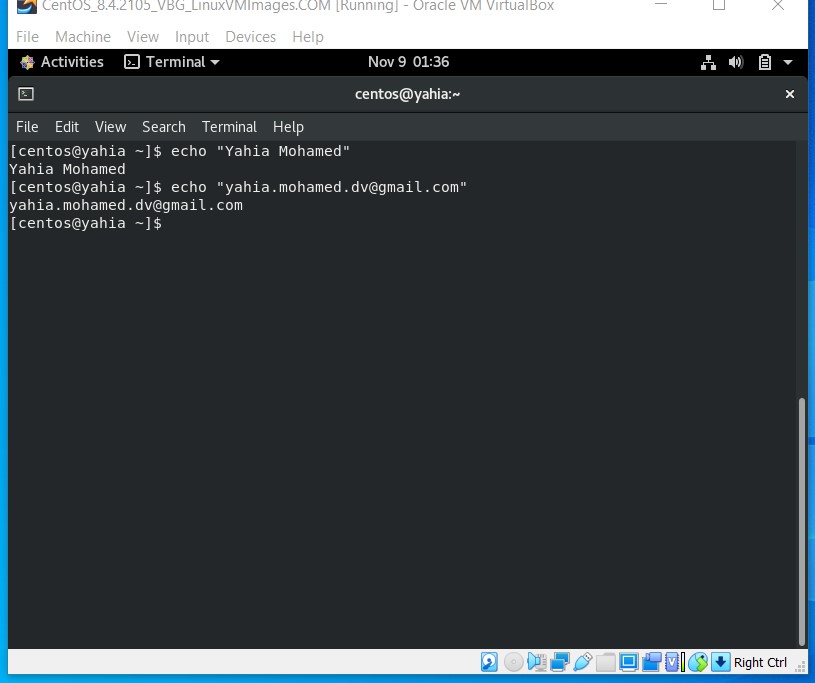 CentOS_8.4.2105_VBG_LinuxVMImages.COM [Running] - Oracle VM VirtualBox
File Machine View Input Devices Help
Activities Terminal Nov 9 01:36
centos@yahia:~
File Edit View Search Terminal Help
[centos@yahia ~]$ echo "Yahia Mohamed"
Yahia Mohamed
[centos@yahia ~]$ echo "yahia.mohamed.dv@gmail.com"
yahia.mohamed.dv@gmail.com
[centos@yahia ~]$
Right Ctrl